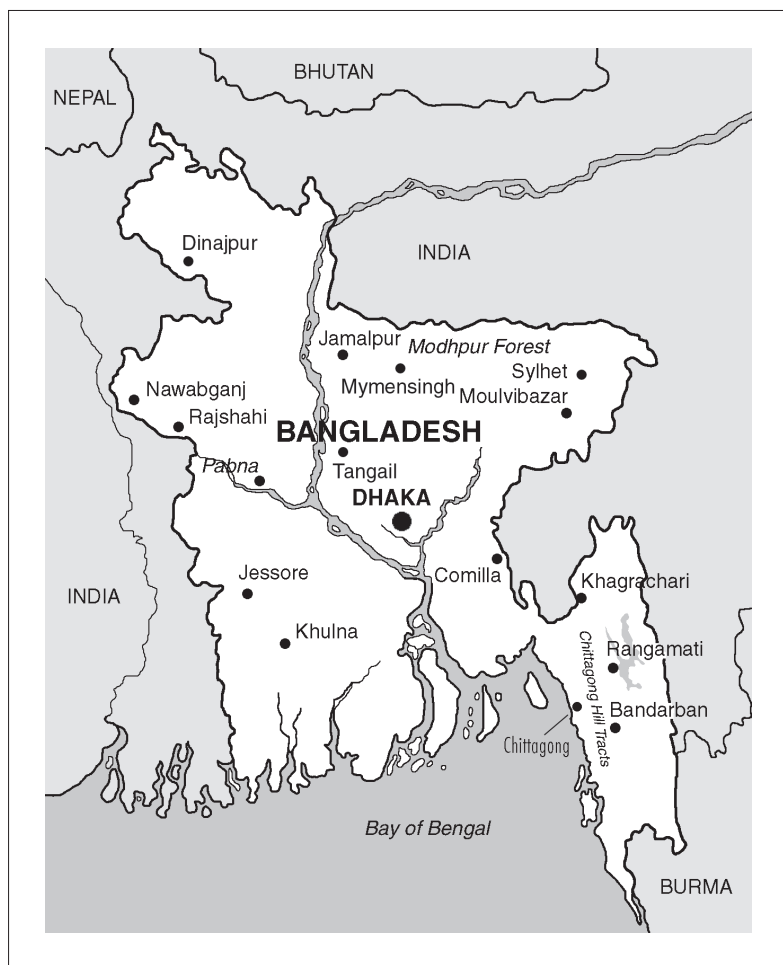 BHUTAN
NEPAL
Dinajpur
INDIA
Jamalpur
Modhpur Forest
Sylhet
Mymensingh
Moulvibazar
Nawabganj
Rajshahi
BANGLADESH
Pabna
Tangail
DHAKA
Jessore
Comilla
Khagrachari
INDIA
Khulna
Rangamati
Chittagong Hill Tracts
Bandarban
Chittagong
Bay of Bengal
BURMA